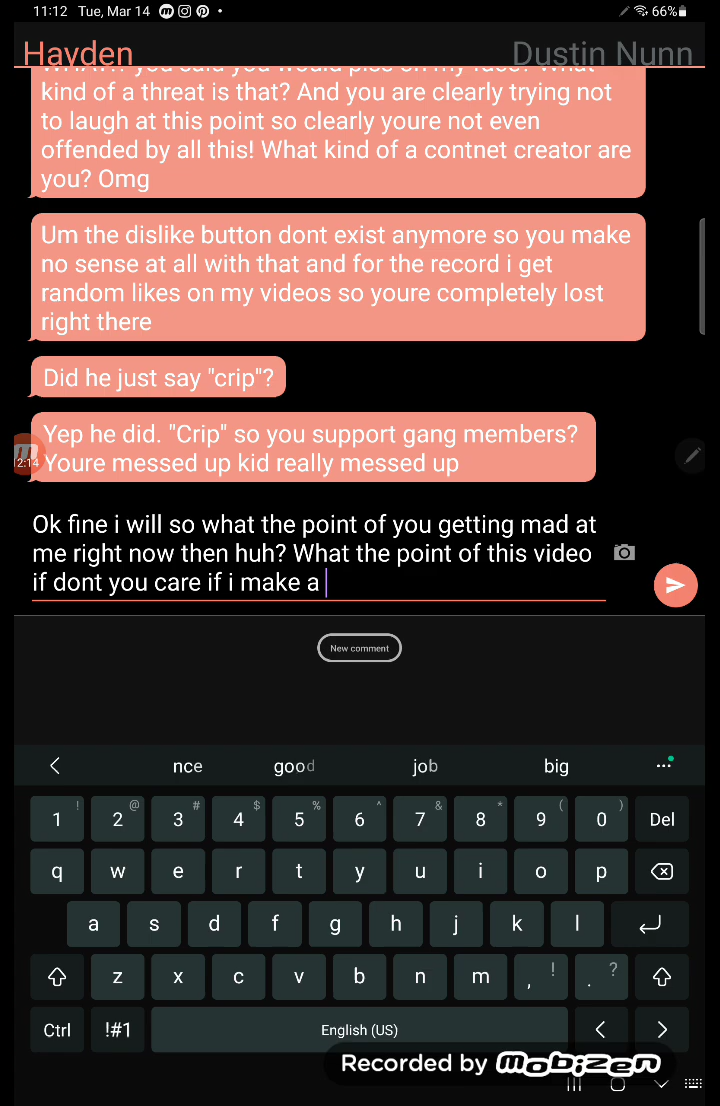 11:12 Tue, Mar 14
66%
Hayden
Dustin Nunn
kind of a threat is that? And you are clearly trying not
to laugh at this point so clearly youre not even
offended by all this! What kind of a contnet creator are
you? Omg
Um the dislike button dont exist anymore so you make
no sense at all with that and for the record i get
random likes on my videos so youre completely lost
right there
Did he just say "crip"?
Yep he did. "Crip" so you support gang members?
Youre messed up kid really messed up
12:14
Ok fine i will so what the point of you getting mad at
me right now then huh? What the point of this video
if dont you care if i make a
New comment
nce good job big
! @ # $ % ^ & * ( )
1 2 3 4 5 6 7 8 9 0 Del
q w e r t y u i o p
a s d f g h j k l
z x c v b n m , ! . ?
Ctrl !#1 English (US) < >
Recorded by Mobizen